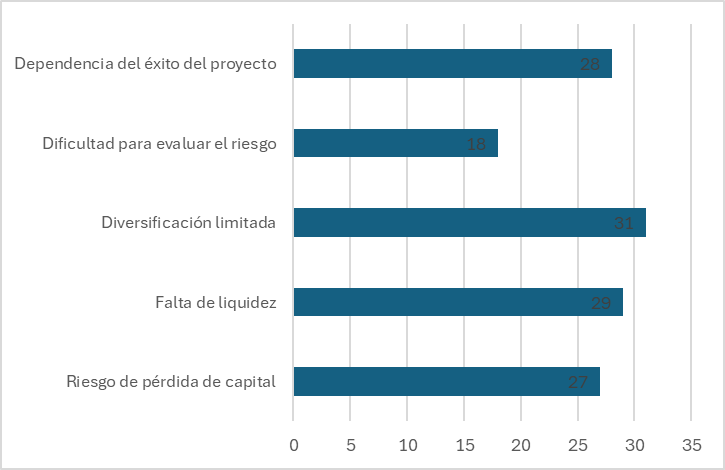 Dependencia del éxito del proyecto 28
Dificultad para evaluar el riesgo 18
Diversificación limitada 31
Falta de liquidez 29
Riesgo de pérdida de capital 27
0 5 10 15 20 25 30 35